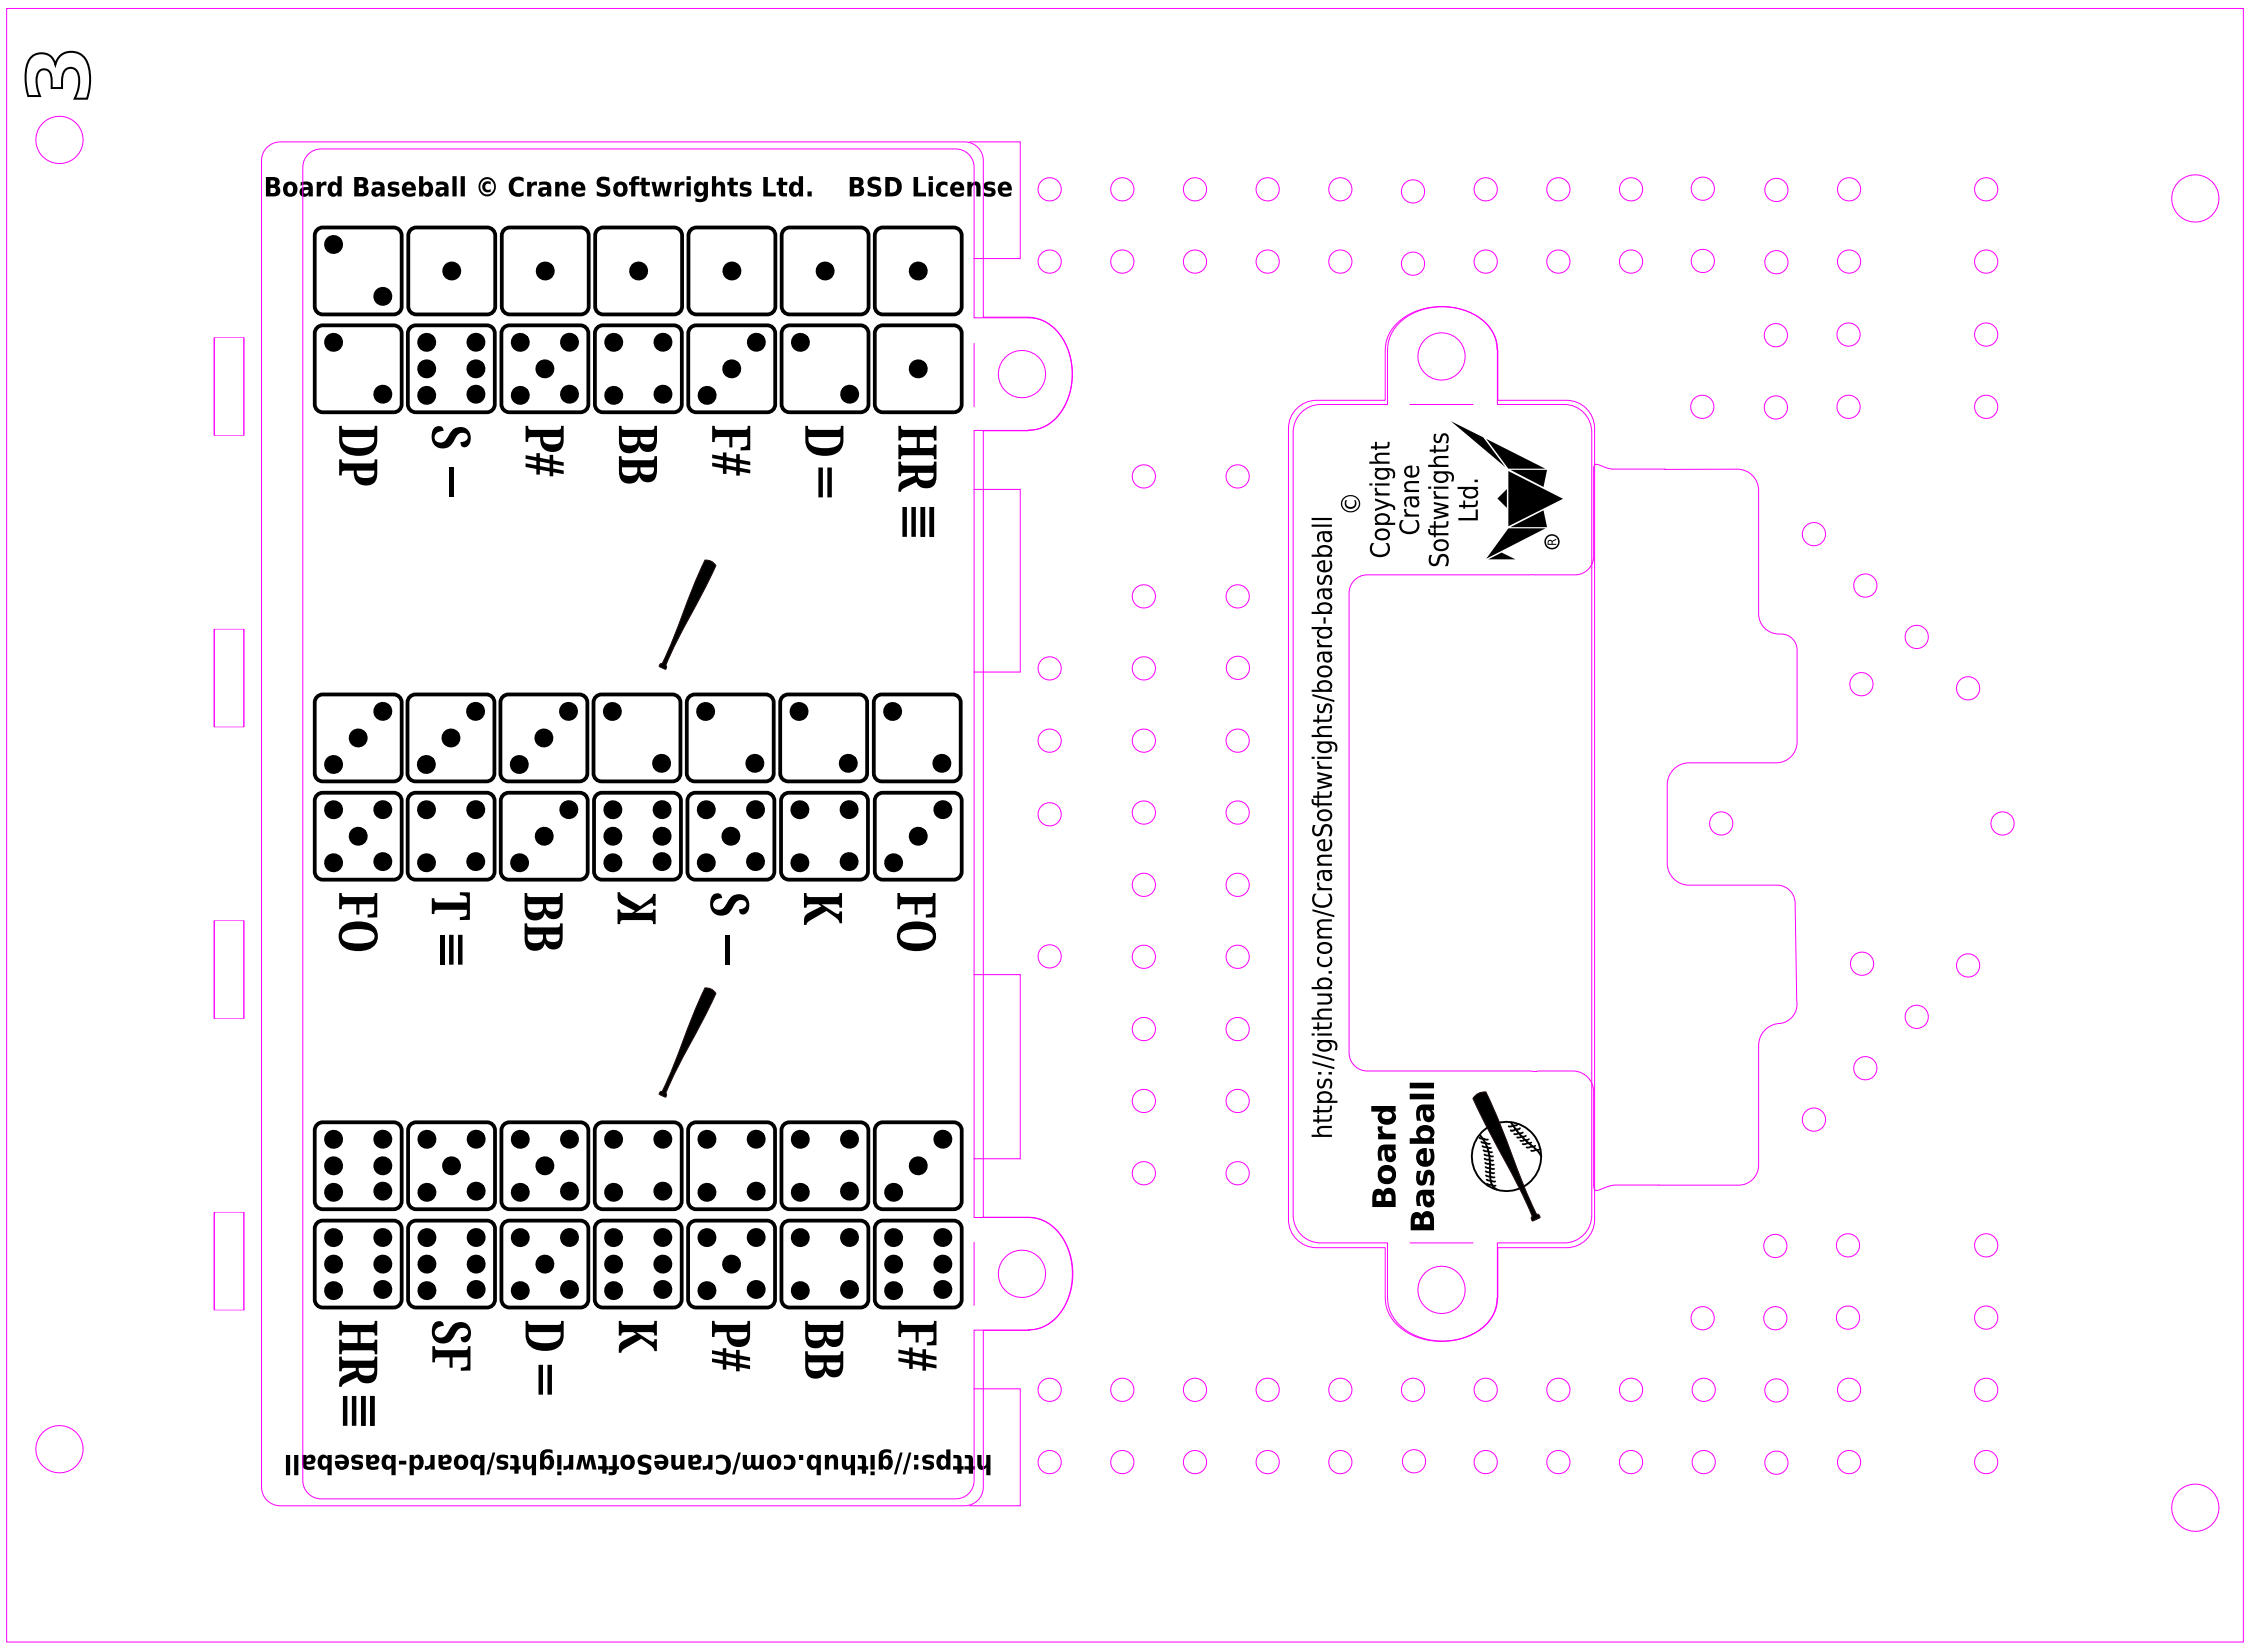 3
Board Baseball © Crane Softwrights Ltd. BSD License
DP
S –
P#
BB
F#
D =
HR ≣
FO
T ≡
BB
ꓘ
S –
K
FO
HR ≣
SF
D =
K
P#
BB
F#
https://github.com/CraneSoftwrights/board-baseball
https://github.com/CraneSoftwrights/board-baseball
©
Copyright
Crane
Softwrights
Ltd.
®
Board
Baseball